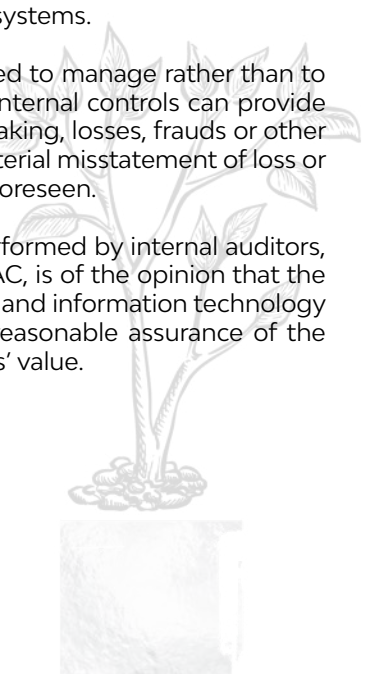 systems.
ed to manage rather than to
nternal controls can provide
aking, losses, frauds or other
terial misstatement of loss or
oreseen.
rformed by internal auditors,
AC, is of the opinion that the
and information technology
easonable assurance of the
s' value.